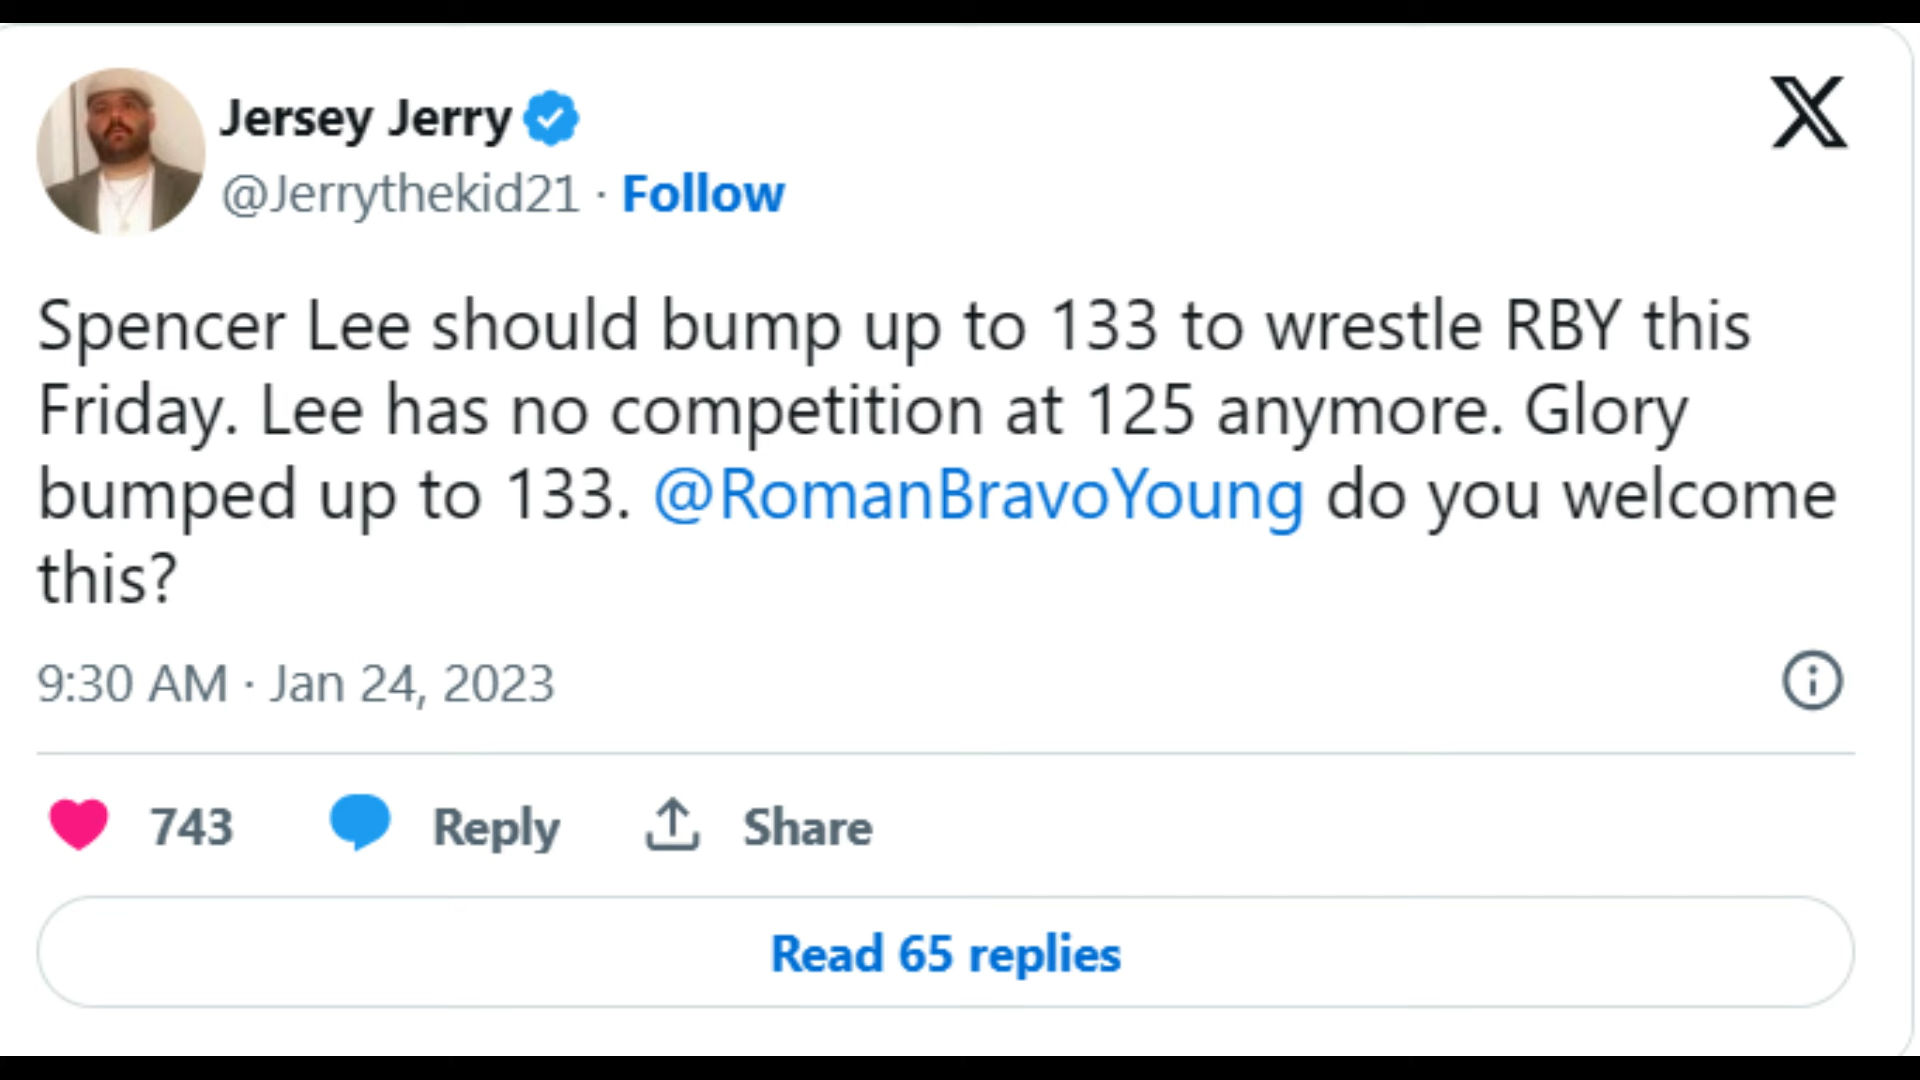 Jersey Jerry
@Jerrythekid21 · Follow
Spencer Lee should bump up to 133 to wrestle RBY this
Friday. Lee has no competition at 125 anymore. Glory
bumped up to 133. @RomanBravoYoung do you welcome
this?
9:30 AM · Jan 24, 2023
743 Reply Share
Read 65 replies